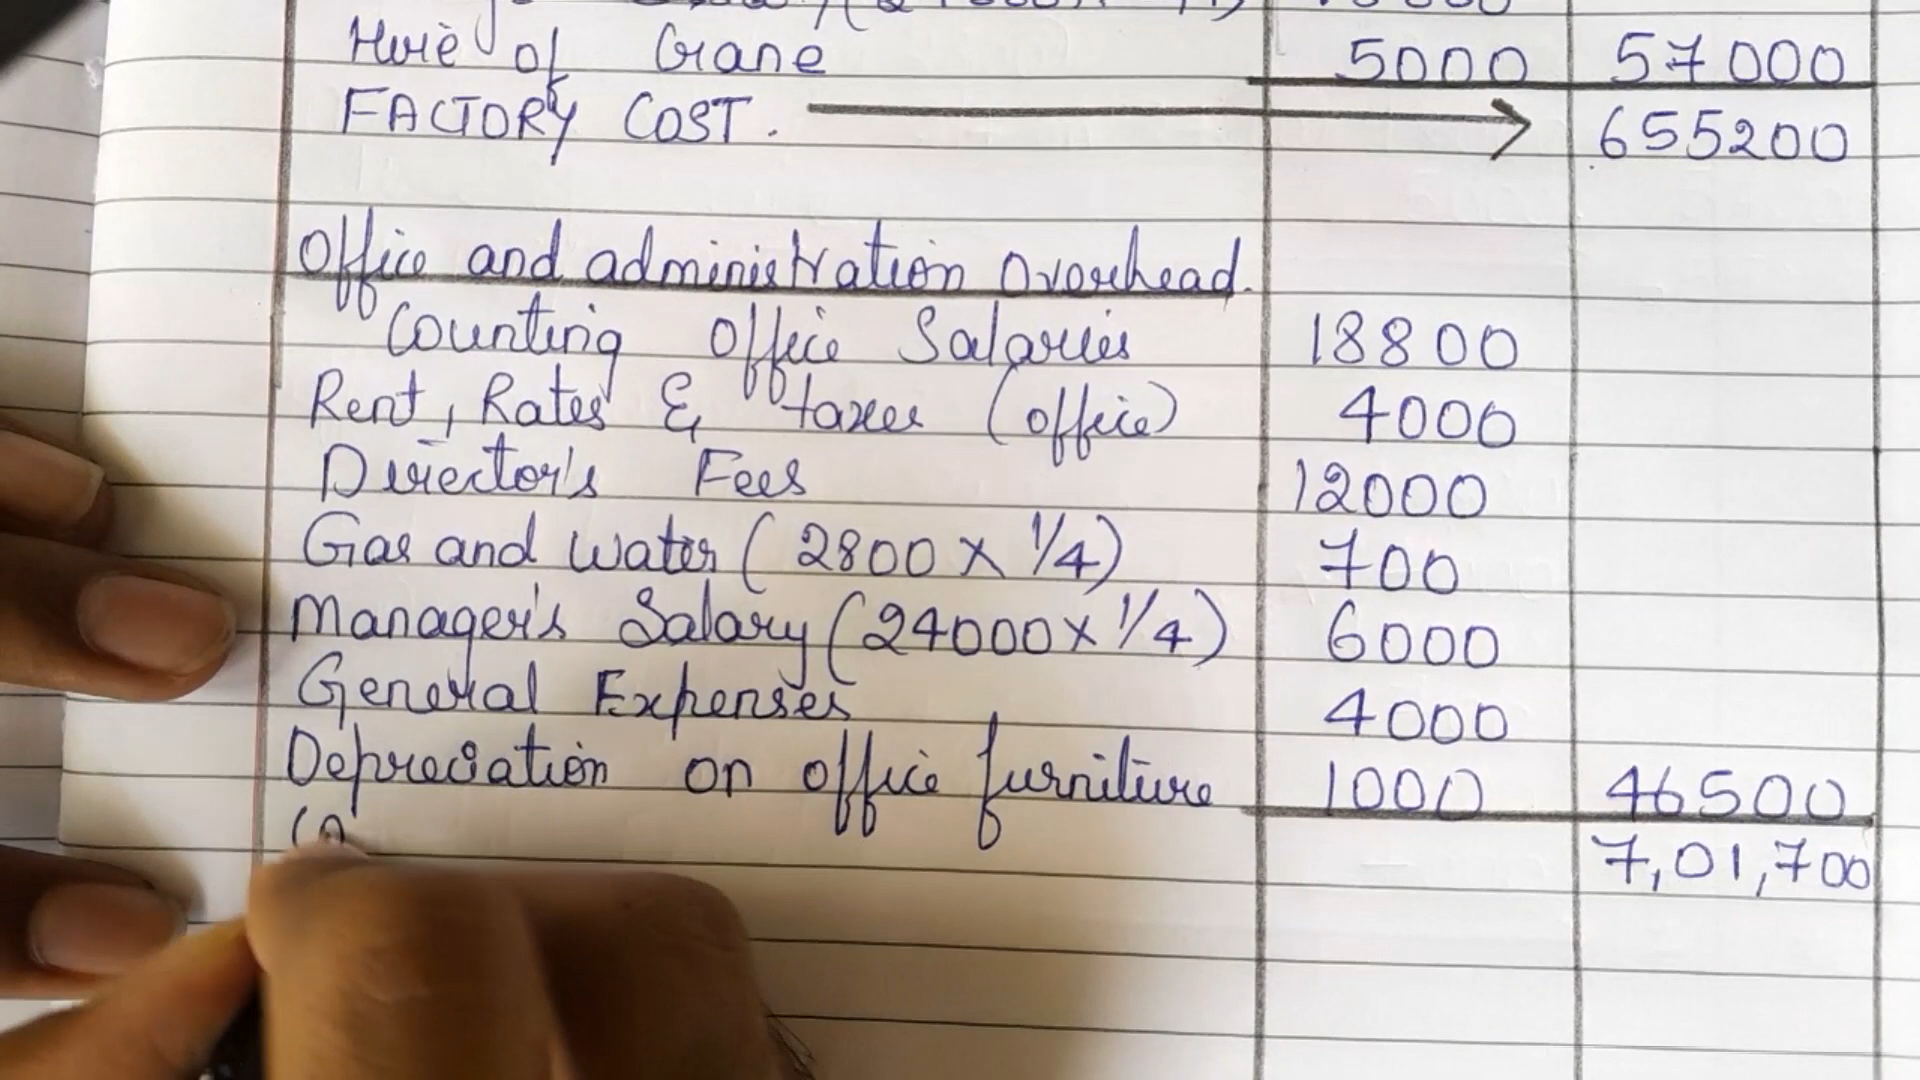 Hire of Crane 5000 57000
FACTORY COST. 655200
Office and administration Overhead.
Counting Office Salaries 18800
Rent, Rates & taxes (office) 4000
Director's Fees 12000
Gas and water (2800 x 1/4) 700
Manager's Salary (24000 x 1/4) 6000
General Expenses 4000
Depreciation on office furniture 1000 46500
7,01,700